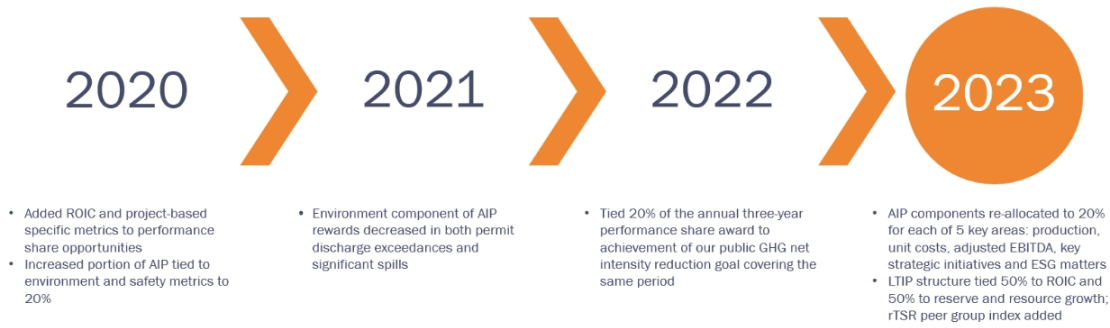 2020
2021
2022
2023
• Added ROIC and project-based
specific metrics to performance
share opportunities
• Increased portion of AIP tied to
environment and safety metrics to
20%
• Environment component of AIP
rewards decreased in both permit
discharge exceedances and
significant spills
• Tied 20% of the annual three-year
performance share award to
achievement of our public GHG net
intensity reduction goal covering the
same period
• AIP components re-allocated to 20%
for each of 5 key areas: production,
unit costs, adjusted EBITDA, key
strategic initiatives and ESG matters
• LTIP structure tied 50% to ROIC and
50% to reserve and resource growth;
rTSR peer group index added